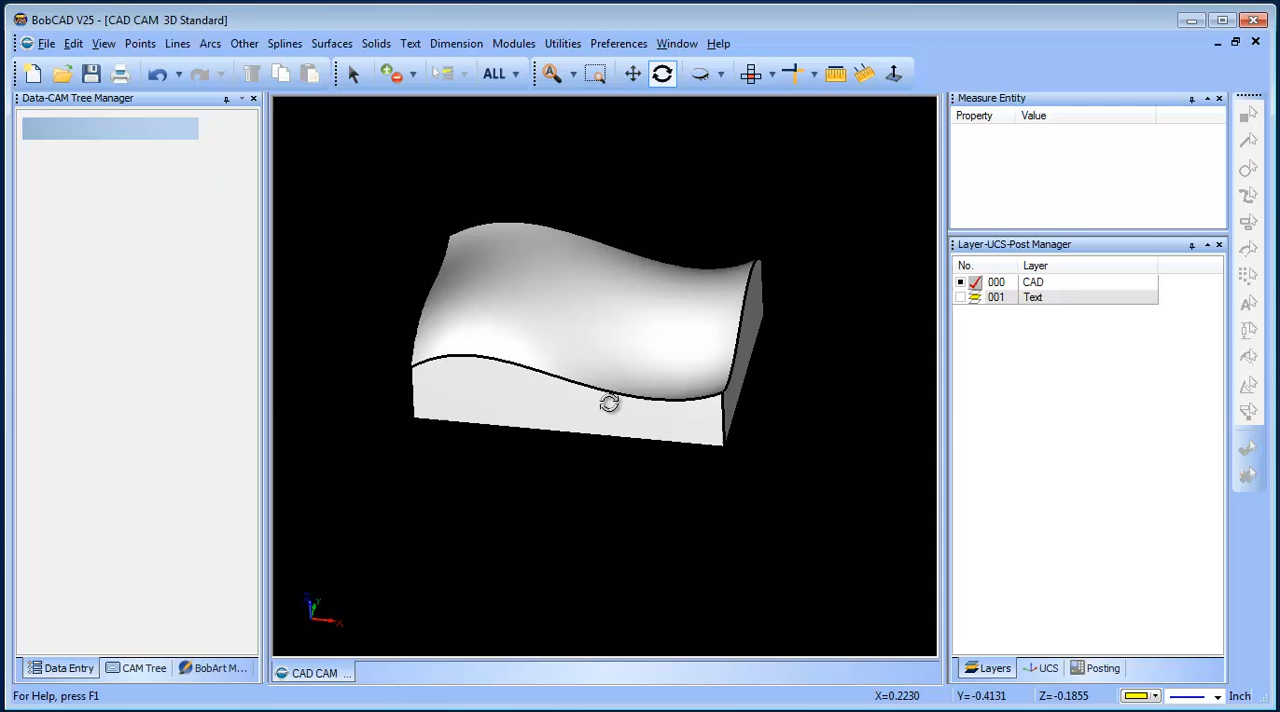 BobCAD V25 - [CAD CAM  3D Standard]
File Edit View Points Lines Arcs Other Splines Surfaces Solids Text Dimension Modules Utilities Preferences Window Help
ALL
Data-CAM Tree Manager
Measure Entity
Property Value
Layer-UCS-Post Manager
No. Layer
000 CAD
001 Text
Z Y X
Data Entry CAM Tree BobArt M...
CAD CAM ...
Layers UCS Posting
For Help, press F1
X=0.2230 Y=-0.4131 Z=-0.1855 Inch